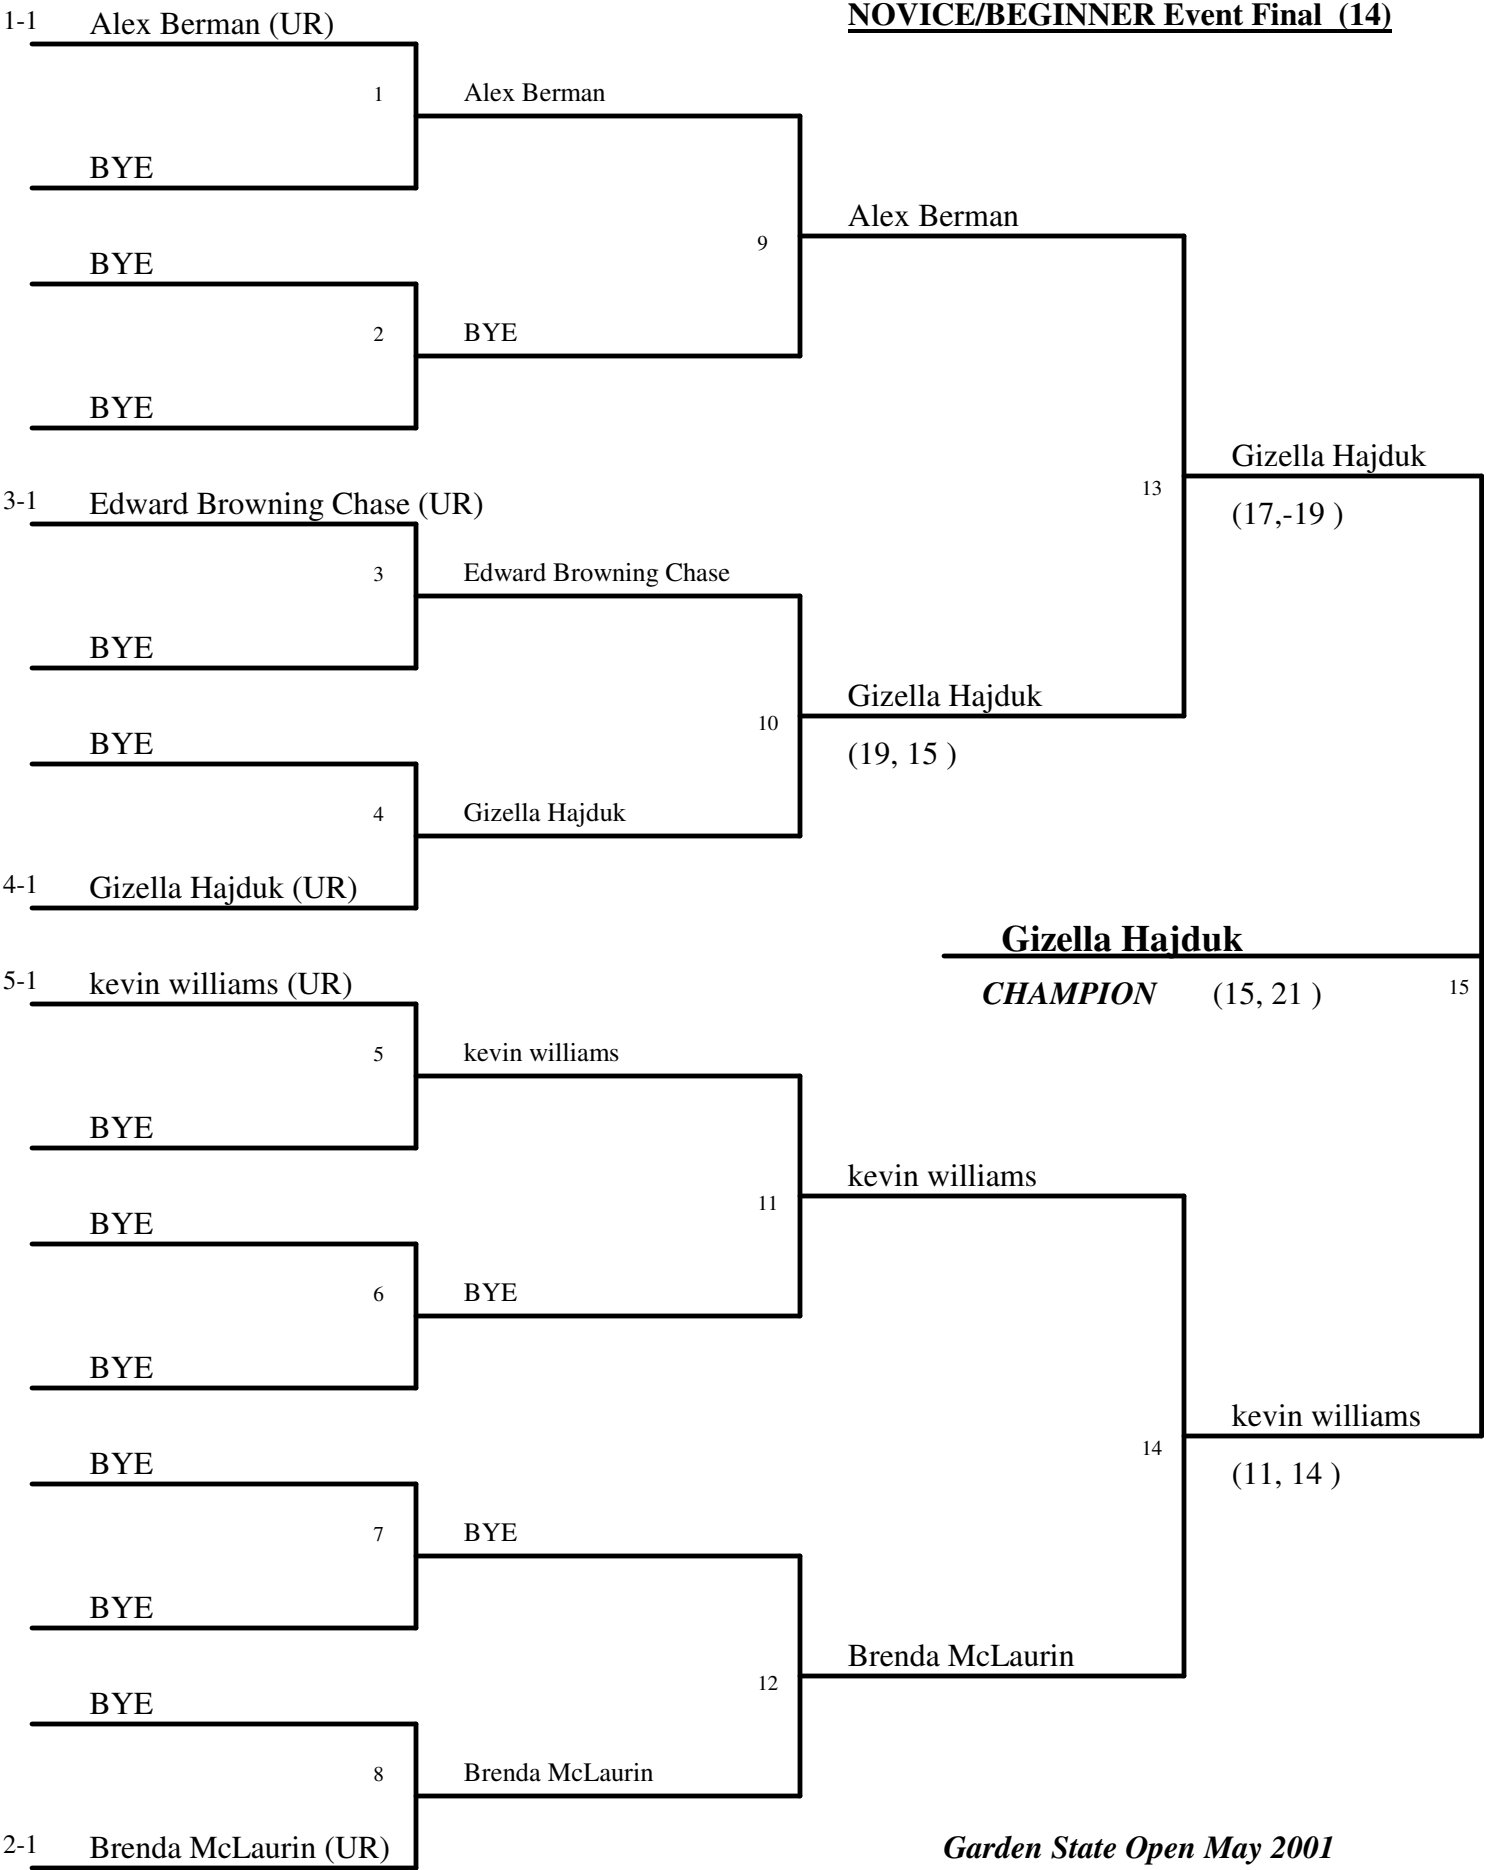 NOVICE/BEGINNER Event Final (14)
1-1 Alex Berman (UR)
1 Alex Berman
BYE
Alex Berman
9
BYE
2 BYE
BYE
Gizella Hajduk
13
(17,-19 )
3-1 Edward Browning Chase (UR)
3 Edward Browning Chase
BYE
Gizella Hajduk
10
(19, 15 )
BYE
4 Gizella Hajduk
4-1 Gizella Hajduk (UR)
Gizella Hajduk
CHAMPION (15, 21 ) 15
5-1 kevin williams (UR)
5 kevin williams
BYE
kevin williams
11
BYE
6 BYE
BYE
kevin williams
14
(11, 14 )
BYE
7 BYE
BYE
Brenda McLaurin
12
BYE
8 Brenda McLaurin
2-1 Brenda McLaurin (UR)
Garden State Open May 2001